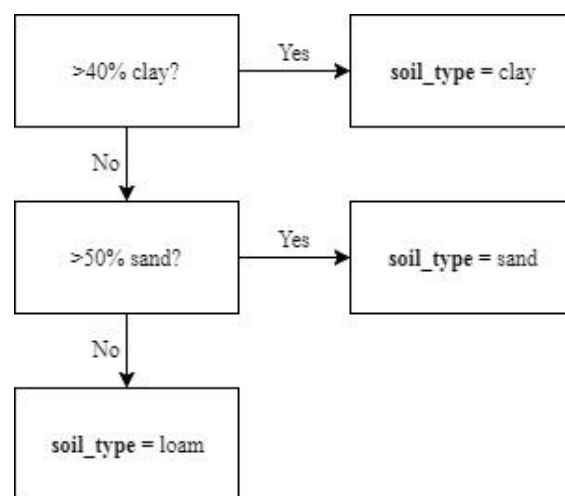 >40% clay?
Yes
soil_type = clay
No
>50% sand?
Yes
soil_type = sand
No
soil_type = loam